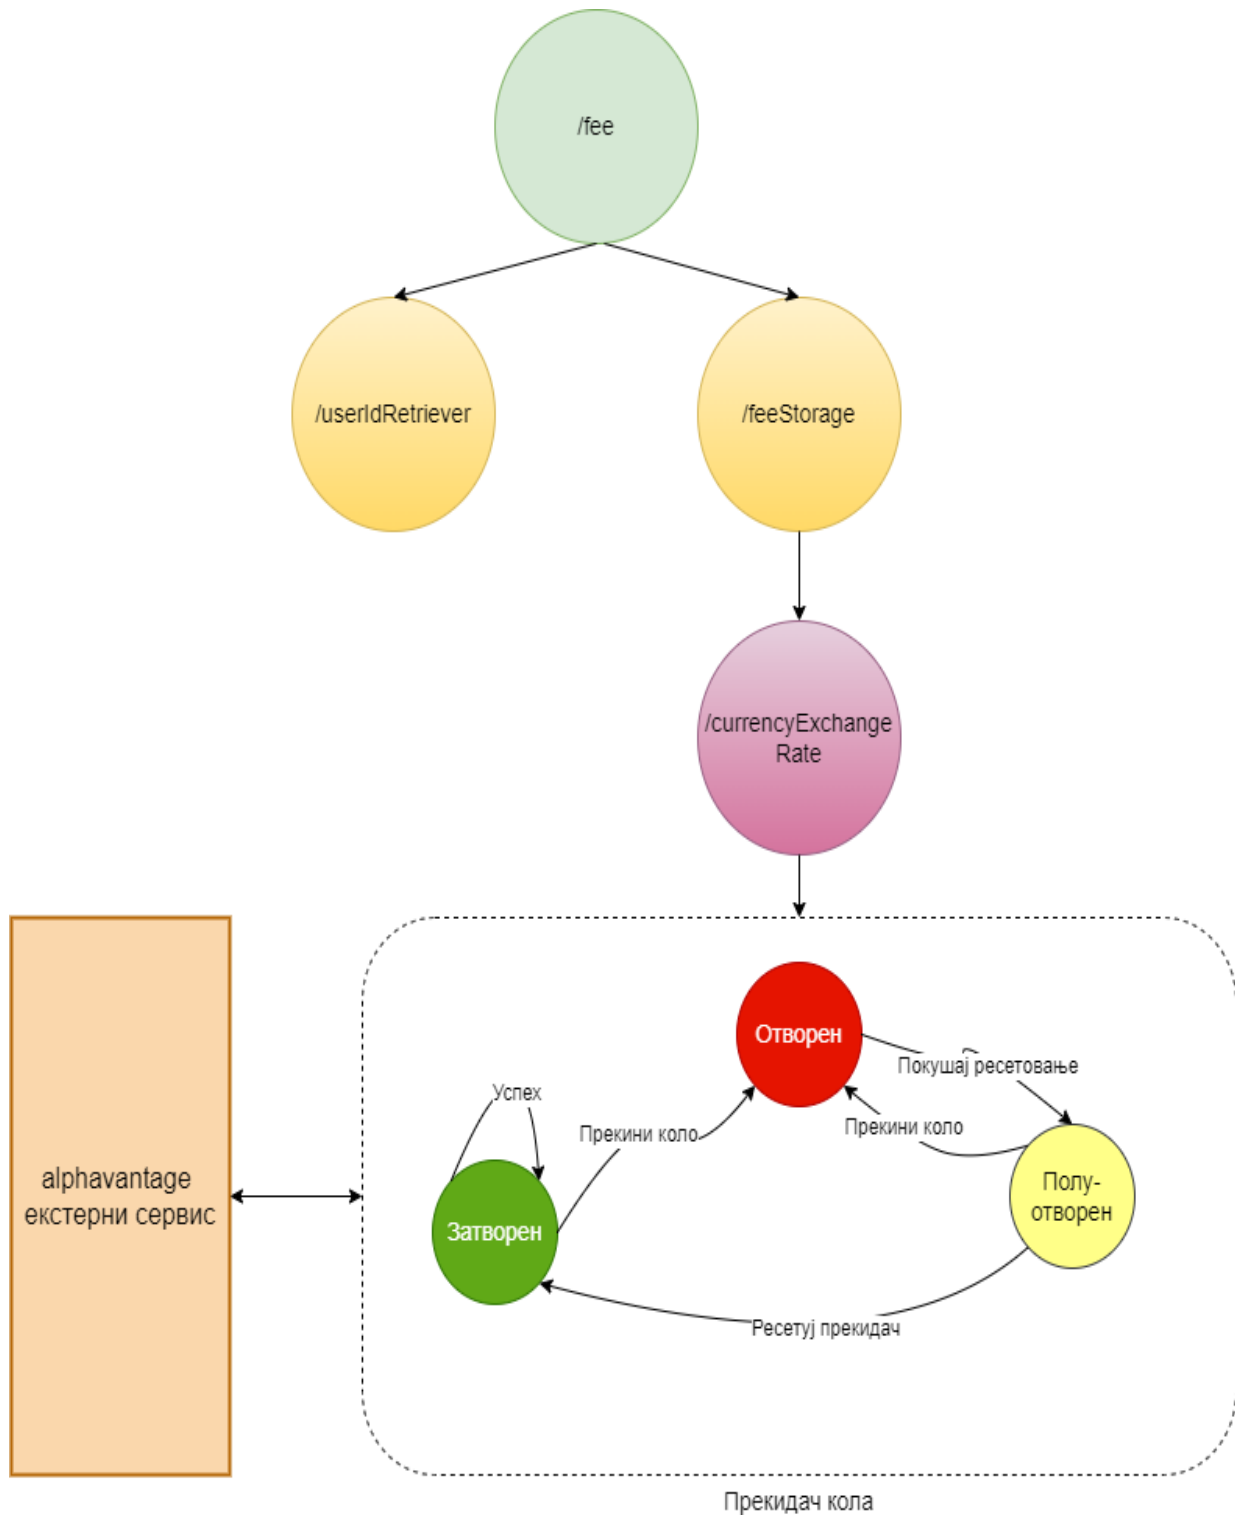 /fee
/userIdRetriever
/feeStorage
/currencyExchange
Rate
Отворен
Покушај ресетовање
Успех
Прекини коло
Прекини коло
alphavantage
екстерни сервис
Затворен
Полу-
отворен
Ресетуј прекидач
Прекидач кола